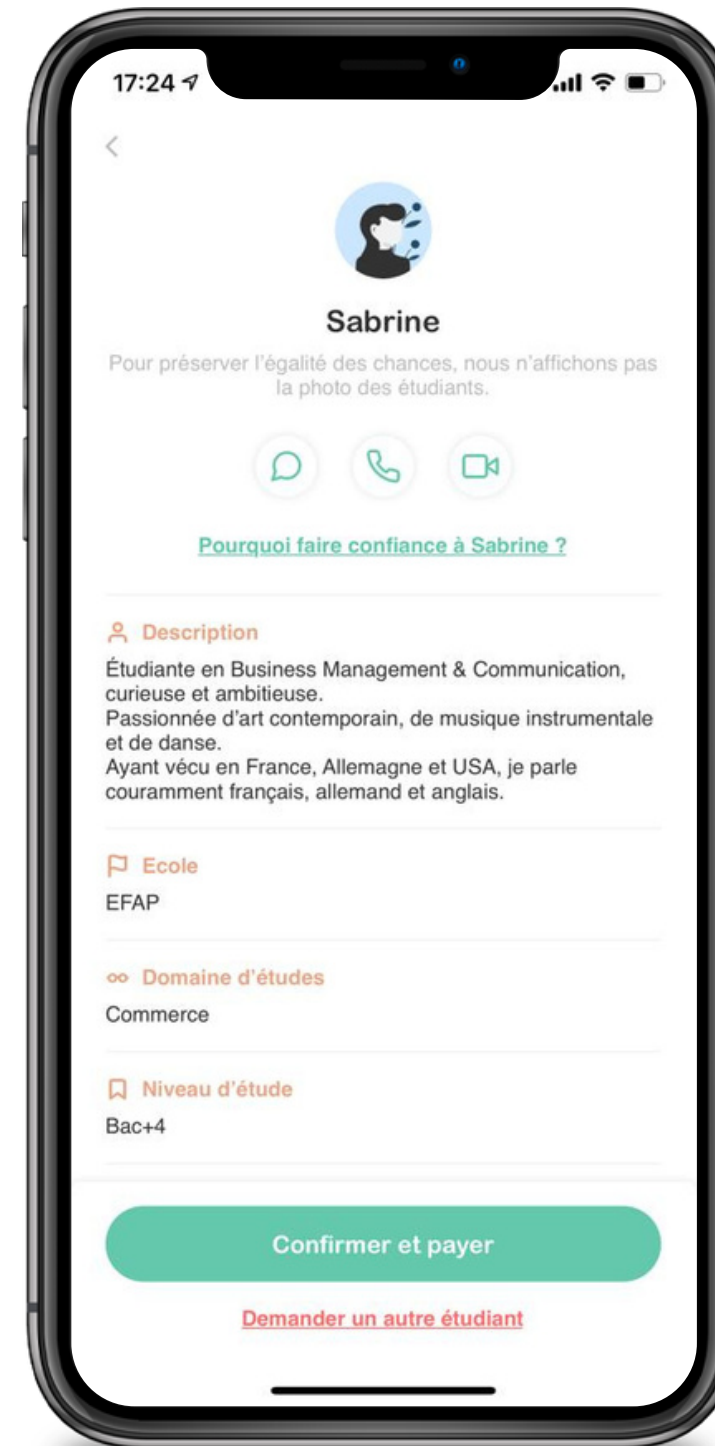 17:24
Sabrine
Pour préserver l'égalité des chances, nous n'affichons pas
la photo des étudiants.
Pourquoi faire confiance à Sabrine ?
Description
Étudiante en Business Management & Communication,
curieuse et ambitieuse.
Passionnée d'art contemporain, de musique instrumentale
et de danse.
Ayant vécu en France, Allemagne et USA, je parle
couramment français, allemand et anglais.
Ecole
EFAP
Domaine d'études
Commerce
Niveau d'étude
Bac+4
Confirmer et payer
Demander un autre étudiant